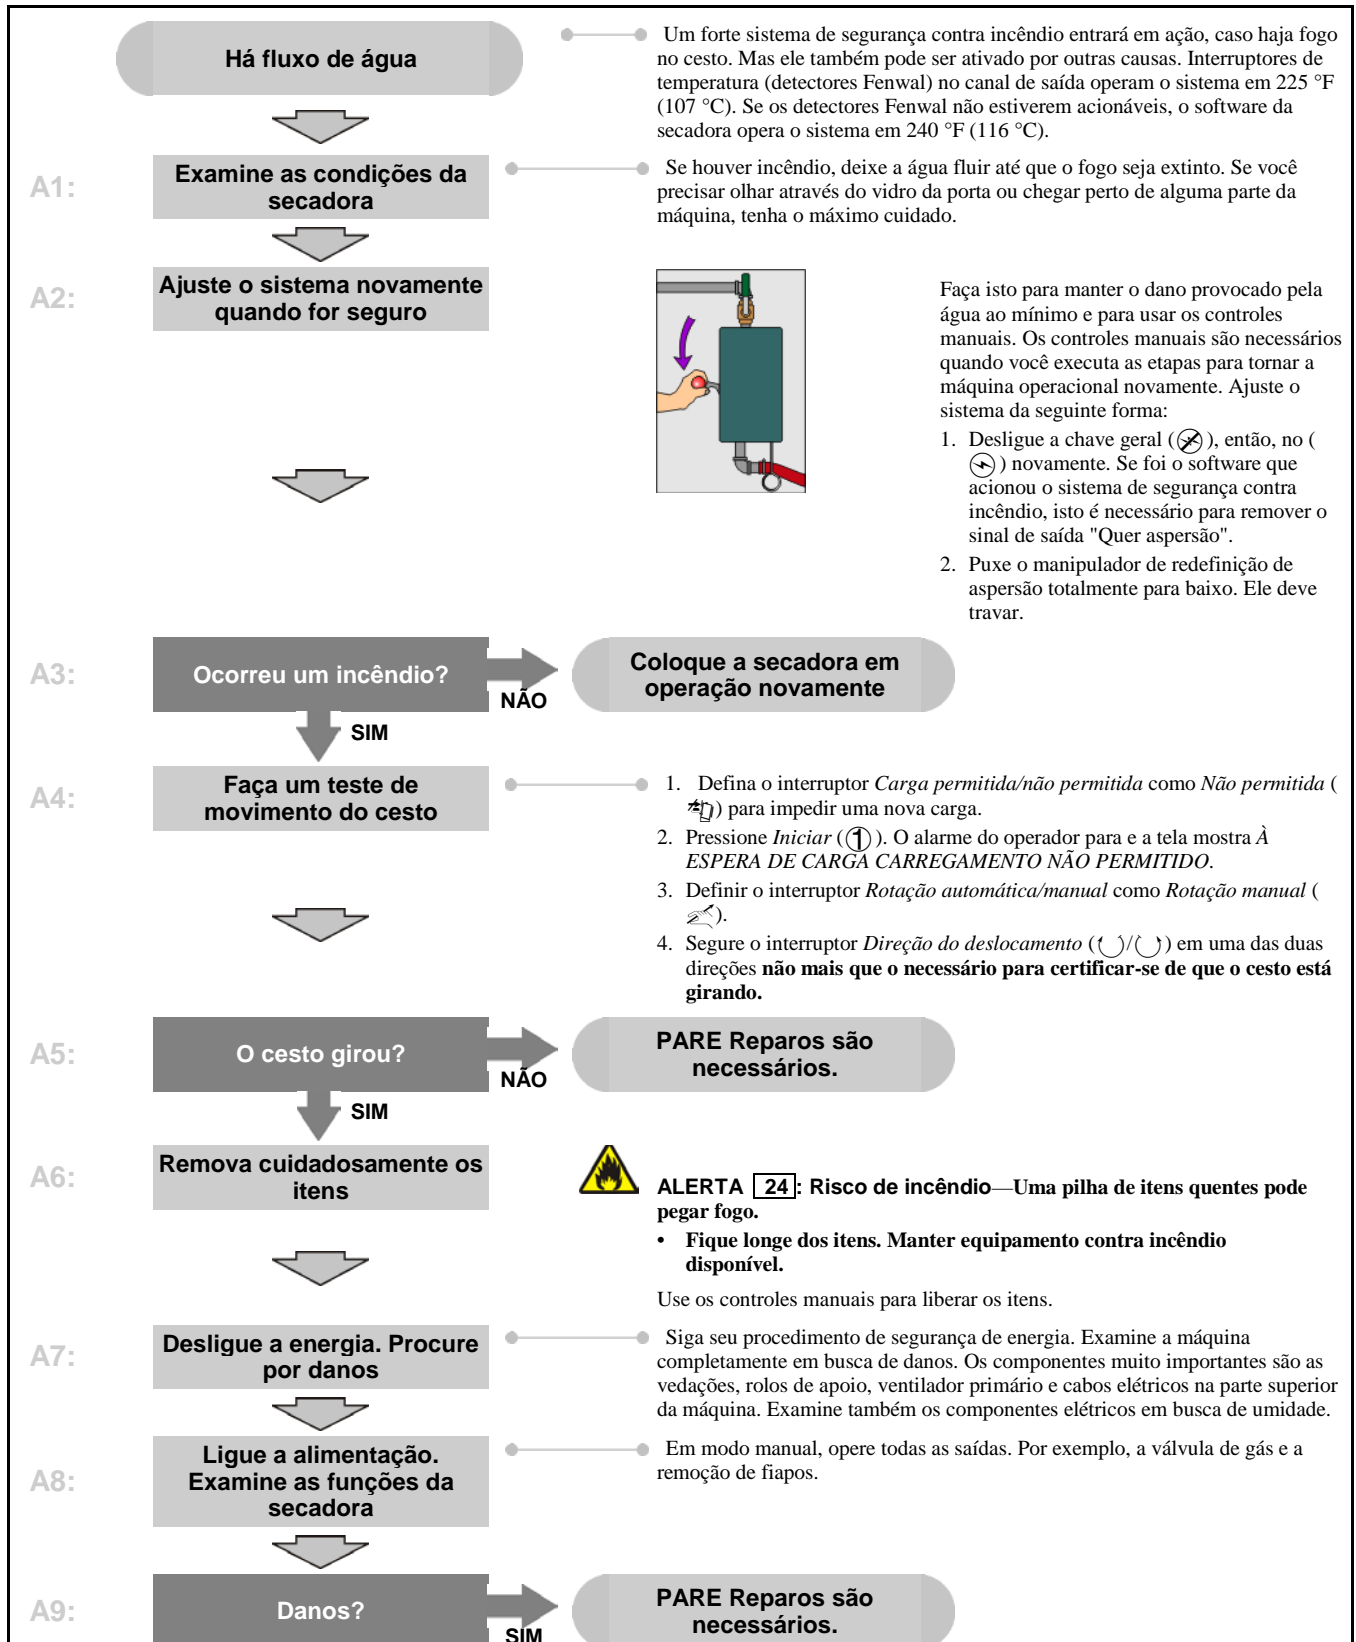 Há fluxo de água
Um forte sistema de segurança contra incêndio entrará em ação, caso haja fogo
no cesto. Mas ele também pode ser ativado por outras causas. Interruptores de
temperatura (detectores Fenwal) no canal de saída operam o sistema em 225 °F
(107 °C). Se os detectores Fenwal não estiverem acionáveis, o software da
secadora opera o sistema em 240 °F (116 °C).
A1:
Examine as condições da
secadora
Se houver incêndio, deixe a água fluir até que o fogo seja extinto. Se você
precisar olhar através do vidro da porta ou chegar perto de alguma parte da
máquina, tenha o máximo cuidado.
A2:
Ajuste o sistema novamente
quando for seguro
Faça isto para manter o dano provocado pela
água ao mínimo e para usar os controles
manuais. Os controles manuais são necessários
quando você executa as etapas para tornar a
máquina operacional novamente. Ajuste o
sistema da seguinte forma:
1. Desligue a chave geral ( ), então, no (
) novamente. Se foi o software que
acionou o sistema de segurança contra
incêndio, isto é necessário para remover o
sinal de saída "Quer aspersão".
2. Puxe o manipulador de redefinição de
aspersão totalmente para baixo. Ele deve
travar.
A3:
Ocorreu um incêndio?
NÃO
Coloque a secadora em
operação novamente
SIM
A4:
Faça um teste de
movimento do cesto
1. Defina o interruptor Carga permitida/não permitida como Não permitida (
) para impedir uma nova carga.
2. Pressione Iniciar (1). O alarme do operador para e a tela mostra À
ESPERA DE CARGA CARREGAMENTO NÃO PERMITIDO.
3. Definir o interruptor Rotação automática/manual como Rotação manual (
).
4. Segure o interruptor Direção do deslocamento ( / ) em uma das duas
direções não mais que o necessário para certificar-se de que o cesto está
girando.
A5:
O cesto girou?
NÃO
PARE Reparos são
necessários.
SIM
A6:
Remova cuidadosamente os
itens
ALERTA 24: Risco de incêndio—Uma pilha de itens quentes pode
pegar fogo.
• Fique longe dos itens. Manter equipamento contra incêndio
disponível.
Use os controles manuais para liberar os itens.
A7:
Desligue a energia. Procure
por danos
Siga seu procedimento de segurança de energia. Examine a máquina
completamente em busca de danos. Os componentes muito importantes são as
vedações, rolos de apoio, ventilador primário e cabos elétricos na parte superior
da máquina. Examine também os componentes elétricos em busca de umidade.
A8:
Ligue a alimentação.
Examine as funções da
secadora
Em modo manual, opere todas as saídas. Por exemplo, a válvula de gás e a
remoção de fiapos.
A9:
Danos?
SIM
PARE Reparos são
necessários.